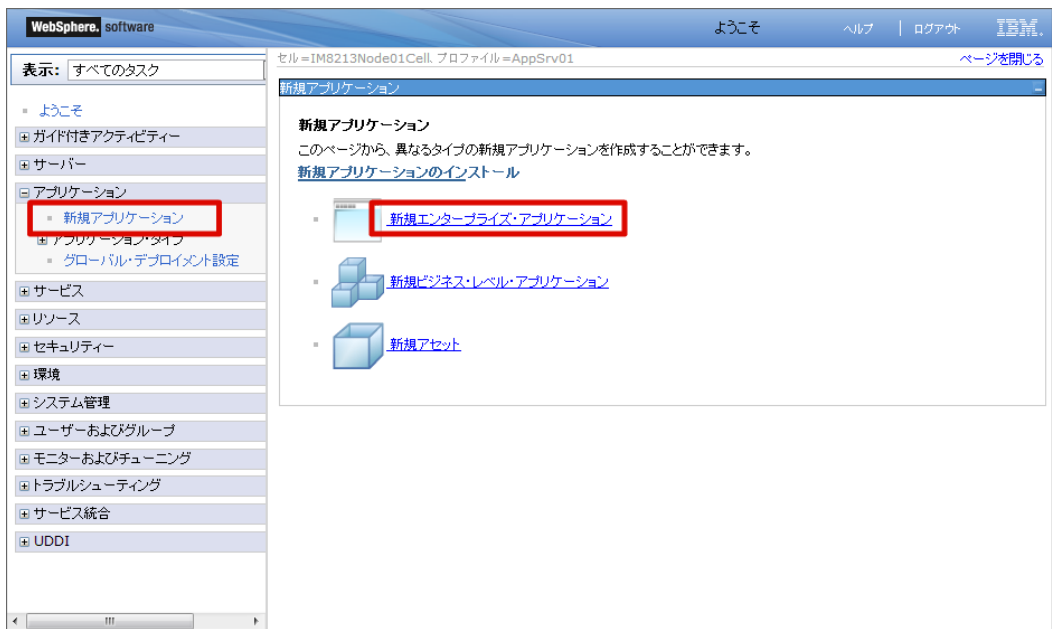 WebSphere. software
ようこそ
ヘルプ | ログアウト
IBM.
表示: すべてのタスク
セル=IM8213Node01Cell, プロファイル=AppSrv01
ページを閉じる
ようこそ
ガイド付きアクティビティー
サーバー
アプリケーション
新規アプリケーション
アプリケーション・タイプ
グローバル・デプロイメント設定
サービス
リソース
セキュリティー
環境
システム管理
ユーザーおよびグループ
モニターおよびチューニング
トラブルシューティング
サービス統合
UDDI
新規アプリケーション
新規アプリケーション
このページから、異なるタイプの新規アプリケーションを作成することができます。
新規アプリケーションのインストール
新規エンタープライズ・アプリケーション
新規ビジネス・レベル・アプリケーション
新規アセット